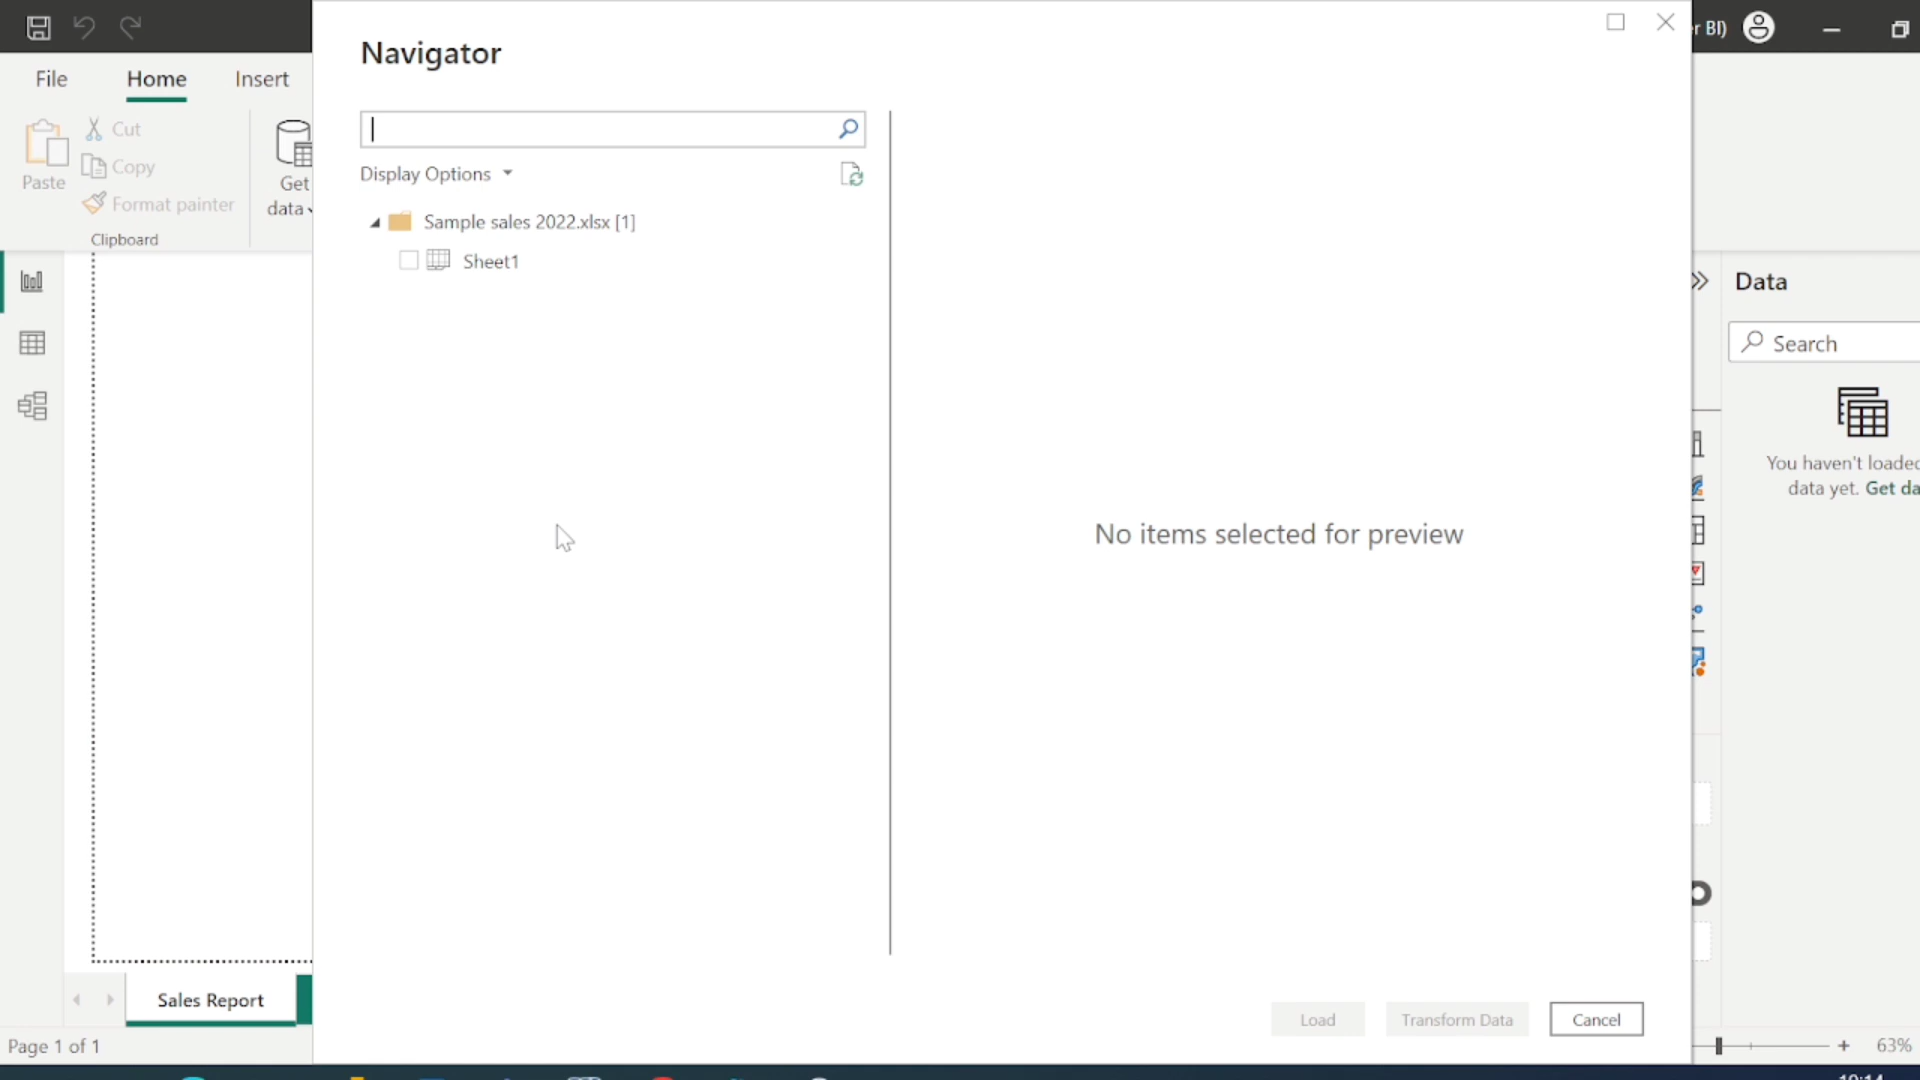 r BI)
Navigator
File
Home
Insert
Cut
Copy
Paste
Format painter
Get
data
Clipboard
Display Options
Sample sales 2022.xlsx [1]
Sheet1
No items selected for preview
Data
Search
You haven't loaded
data yet. Get da
Load
Transform Data
Cancel
Sales Report
Page 1 of 1
63%